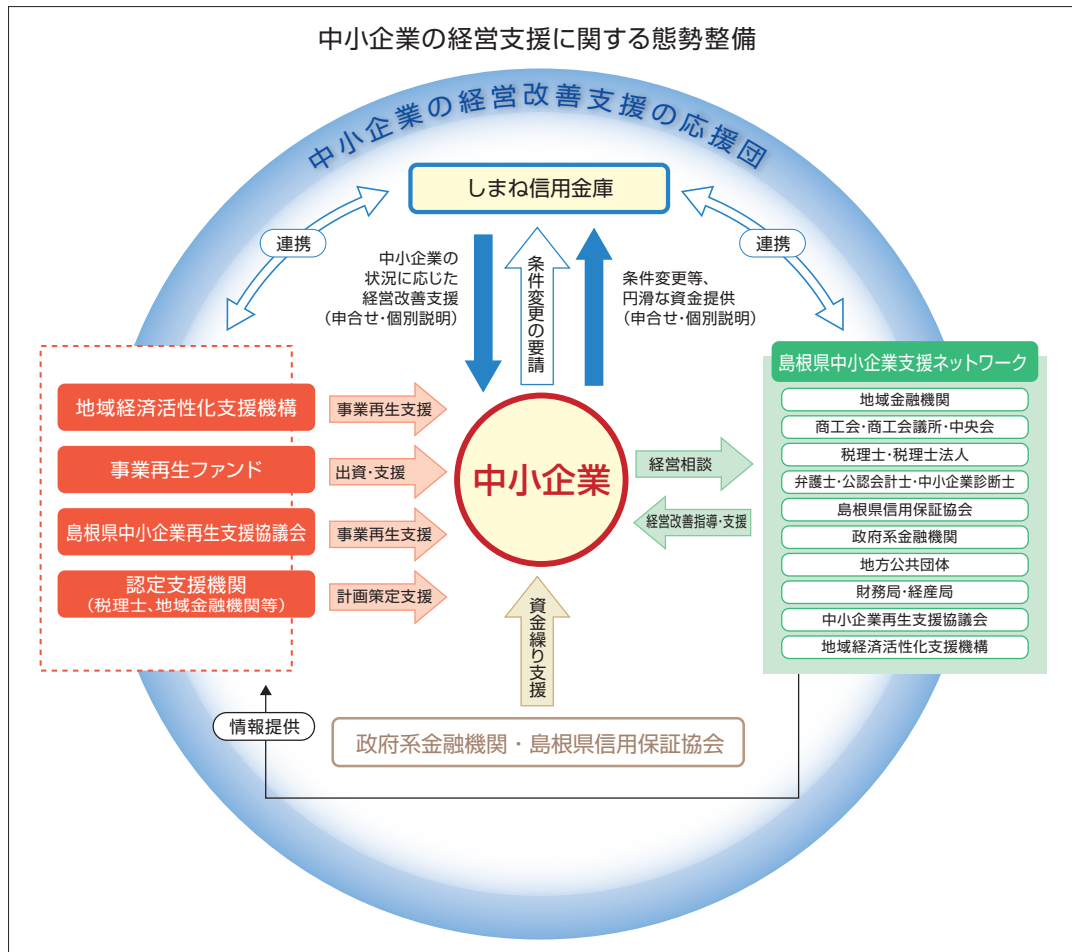 中小企業の経営支援に関する態勢整備
中小企業の経営改善支援の応援団
しまね信用金庫
連携
連携
中小企業の
状況に応じた
経営改善支援
(申合せ・個別説明)
条件変更の要請
条件変更等、
円滑な資金提供
(申合せ・個別説明)
地域経済活性化支援機構
事業再生ファンド
島根県中小企業再生支援協議会
認定支援機関
(税理士、地域金融機関等)
事業再生支援
出資・支援
事業再生支援
計画策定支援
中小企業
経営相談
経営改善指導・支援
島根県中小企業支援ネットワーク
地域金融機関
商工会・商工会議所・中央会
税理士・税理士法人
弁護士・公認会計士・中小企業診断士
島根県信用保証協会
政府系金融機関
地方公共団体
財務局・経産局
中小企業再生支援協議会
地域経済活性化支援機構
資金繰り支援
情報提供
政府系金融機関・島根県信用保証協会